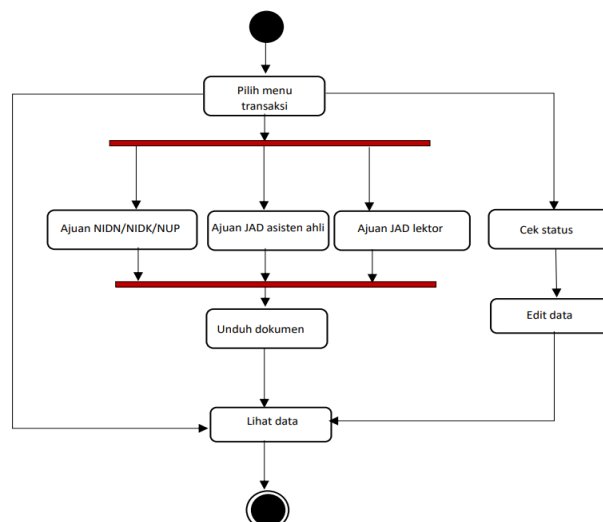 Pilih menu
transaksi
Ajuan NIDN/NIDK/NUP
Ajuan JAD asisten ahli
Ajuan JAD lektor
Cek status
Unduh dokumen
Edit data
Lihat data